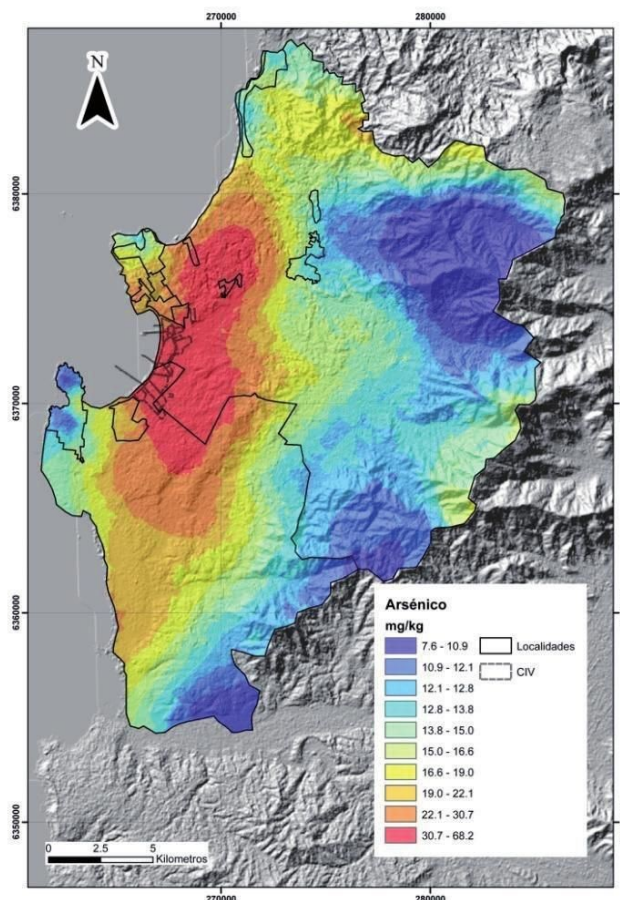 270000 280000
N
6380000
6370000
6360000
6350000
Arsénico
mg/kg
7.6 - 10.9
10.9 - 12.1
12.1 - 12.8
12.8 - 13.8
13.8 - 15.0
15.0 - 16.6
16.6 - 19.0
19.0 - 22.1
22.1 - 30.7
30.7 - 68.2
Localidades
CIV
0 2.5 5
Kilometros
270000 280000